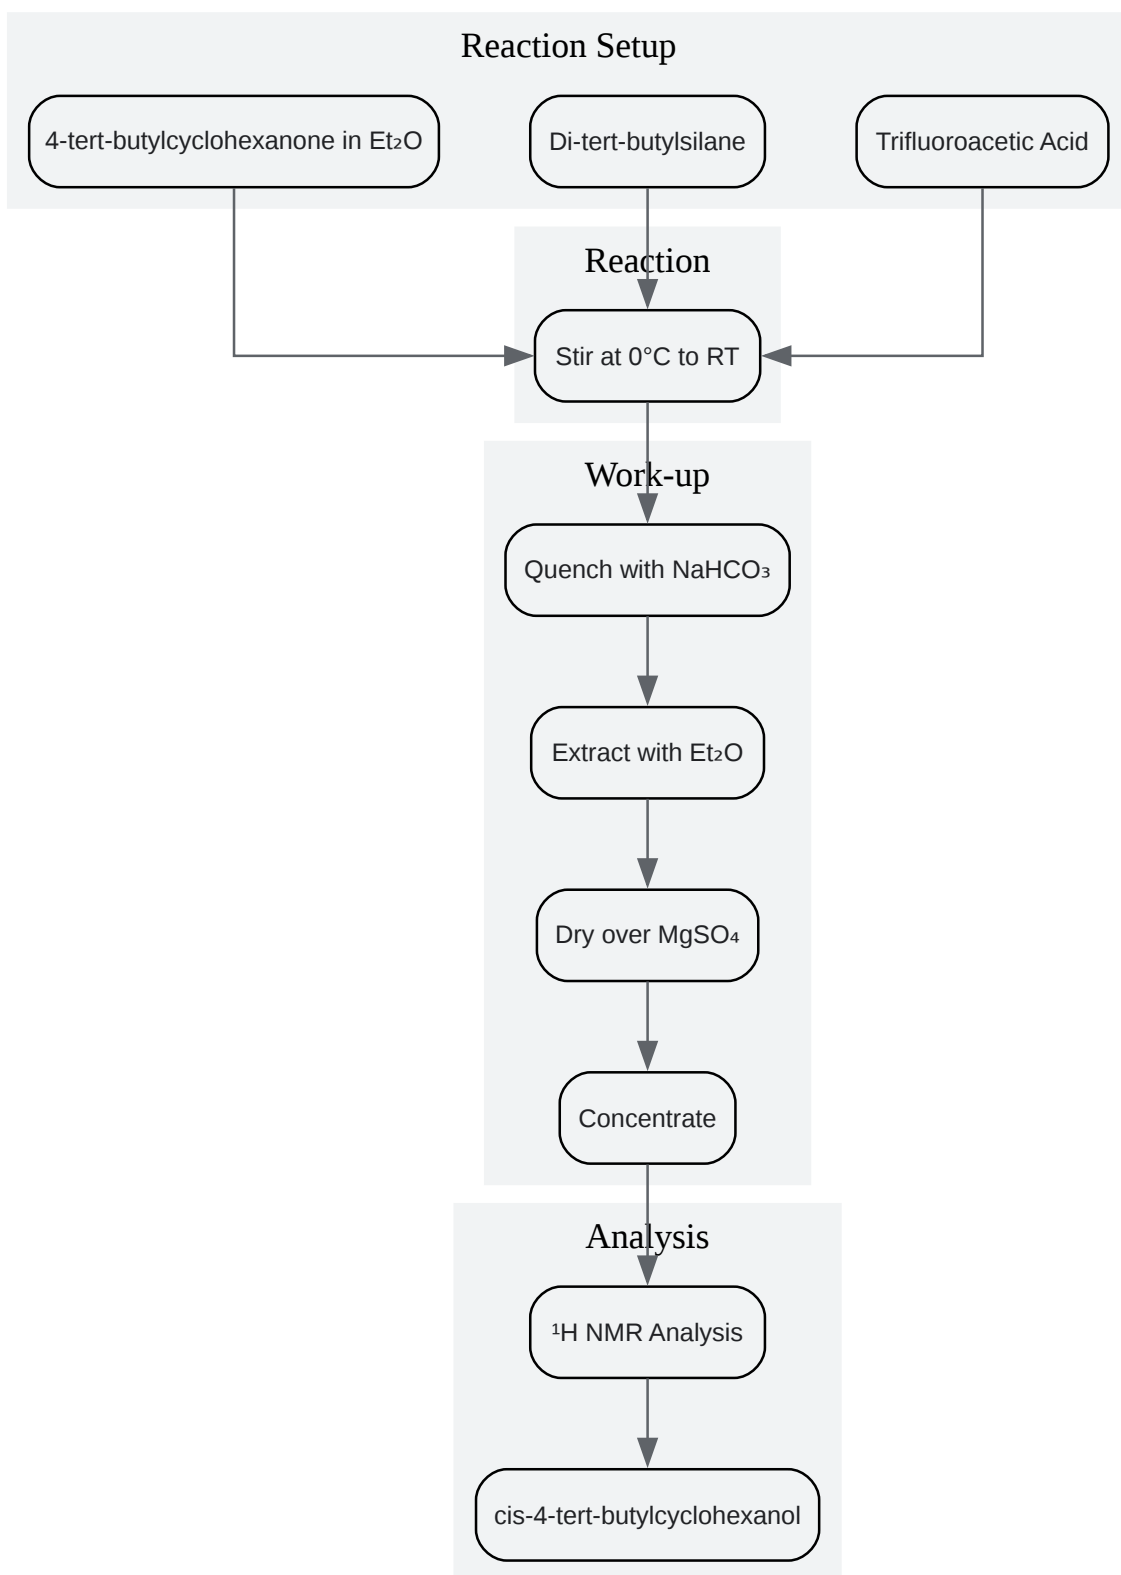 Reaction Setup
4-tert-butylcyclohexanone in Et₂O
Di-tert-butylsilane
Trifluoroacetic Acid
Reaction
Stir at 0°C to RT
Work-up
Quench with NaHCO₃
Extract with Et₂O
Dry over MgSO₄
Concentrate
Analysis
¹H NMR Analysis
cis-4-tert-butylcyclohexanol